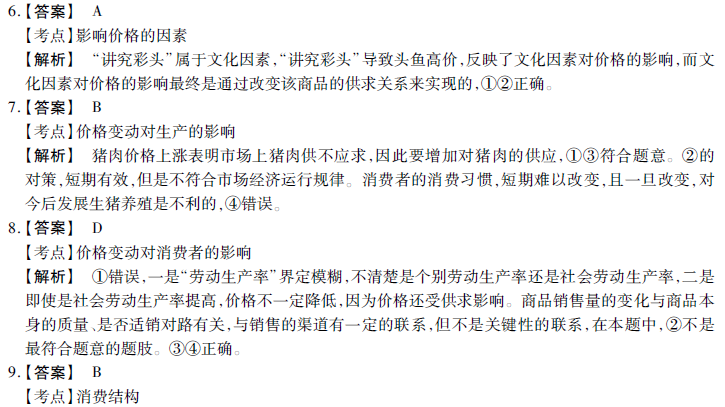 6.【答案】 A
【考点】影响价格的因素
【解析】 “讲究彩头”属于文化因素，“讲究彩头”导致头鱼高价，反映了文化因素对价格的影响，而文
化因素对价格的影响最终是通过改变该商品的供求关系来实现的，①②正确。
7.【答案】 B
【考点】价格变动对生产的影响
【解析】 猪肉价格上涨表明市场上猪肉供不应求，因此要增加对猪肉的供应，①③符合题意。②的
对策，短期有效，但是不符合市场经济运行规律。消费者的消费习惯，短期难以改变，且一旦改变，对
今后发展生猪养殖是不利的，④错误。
8.【答案】 D
【考点】价格变动对消费者的影响
【解析】 ①错误，一是“劳动生产率”界定模糊，不清楚是个别劳动生产率还是社会劳动生产率，二是
即使是社会劳动生产率提高，价格不一定降低，因为价格还受供求影响。商品销售量的变化与商品本
身的质量、是否适销对路有关，与销售的渠道有一定的联系，但不是关键性的联系，在本题中，②不是
最符合题意的题肢。③④正确。
9.【答案】 B
【考点】消费结构